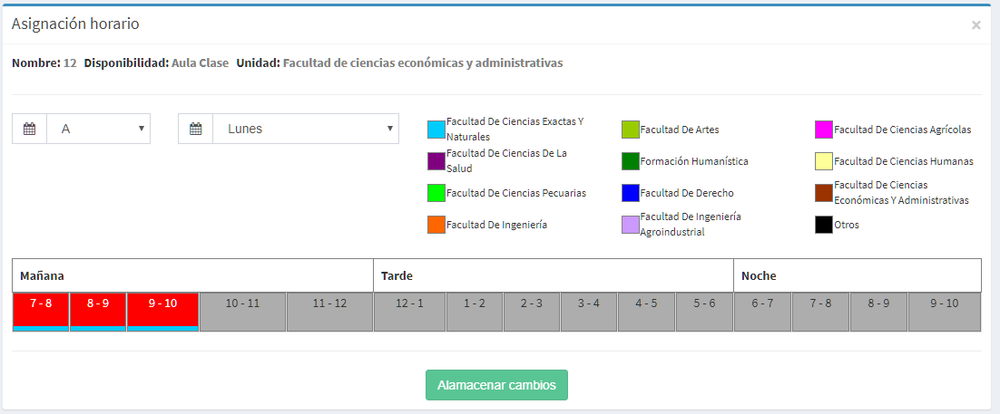 Asignación horario
×
Nombre: 12 Disponibilidad: Aula Clase Unidad: Facultad de ciencias económicas y administrativas
A
Lunes
Facultad De Ciencias Exactas Y
Naturales
Facultad De Artes
Facultad De Ciencias Agrícolas
Facultad De Ciencias De La
Salud
Formación Humanística
Facultad De Ciencias Humanas
Facultad De Ciencias Pecuarias
Facultad De Derecho
Facultad De Ciencias
Económicas Y Administrativas
Facultad De Ingeniería
Facultad De Ingeniería
Agroindustrial
Otros
Mañana Tarde Noche
7 - 8 8 - 9 9 - 10 10 - 11 11 - 12 12 - 1 1 - 2 2 - 3 3 - 4 4 - 5 5 - 6 6 - 7 7 - 8 8 - 9 9 - 10
Alamacenar cambios